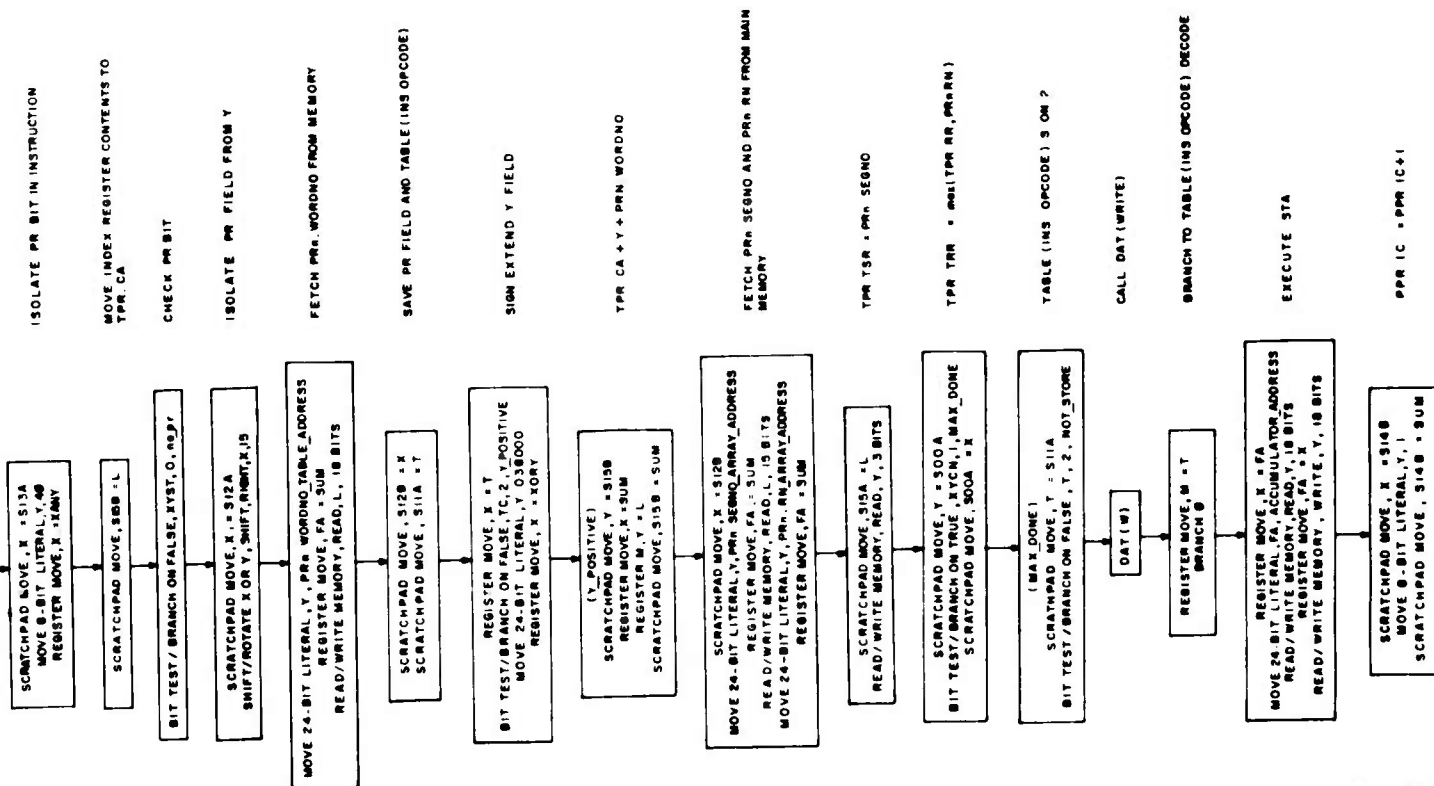 SCRATCHPAD MOVE, X = S13A
MOVE 8-BIT LITERAL, Y, 40
REGISTER MOVE, X = XANY
ISOLATE PR BIT IN INSTRUCTION
SCRATCHPAD MOVE, S15B = L
MOVE INDEX REGISTER CONTENTS TO
TPR. CA
BIT TEST/ BRANCH ON FALSE, XYST, 0, no_pr
CHECK PR BIT
SCRATCHPAD MOVE, X, = S12A
SHIFT/ROTATE X OR Y, SHIFT, RIGHT, X, 15
ISOLATE PR FIELD FROM Y
MOVE 24-BIT LITERAL, Y, PRn WORDNO_TABLE_ADDRESS
REGISTER MOVE, FA = SUM
READ/WRITE MEMORY, READ, L, 18 BITS
FETCH PRn. WORDNO FROM MEMORY
SCRATCHPAD MOVE, S12B = X
SCRATCHPAD MOVE, S11A = T
SAVE PR FIELD AND TABLE (INS OPCODE)
REGISTER MOVE, X = T
BIT TEST/BRANCH ON FALSE, TC, 2, Y_POSITIVE
MOVE 24-BIT LITERAL, Y 038000
REGISTER MOVE, X = XORY
SIGN EXTEND Y FIELD
(Y_POSITIVE)
SCRATCHPAD MOVE, Y = S15B
REGISTER MOVE, X = SUM
REGISTER M, Y, = L
SCRATCHPAD MOVE, S15B = SUM
TPR CA + Y + PRN WORDNO
SCRATCHPAD MOVE, X = S12B
MOVE 24-BIT LITERAL, Y, PRn SEGNO_ARRAY_ADDRESS
REGISTER MOVE, FA, = SUM
READ/WRITE MEMORY, READ, L, 15 BITS
MOVE 24-BIT LITERAL, Y, PRn. RN_ARRAY_ADDRESS
REGISTER MOVE, FA = SUM
FETCH PRn SEGNO AND PRn RN FROM MAIN
MEMORY
SCRATCHPAD MOVE, S15A = L
READ/WRITE MEMORY, READ, Y, 3 BITS
TPR TSR = PRn SEGNO
SCRATCHPAD MOVE, Y = S00A
BIT TEST/BRANCH ON TRUE, XYCN, 1, MAX_DONE
SCRATCHPAD MOVE, S00A = X
TPR TRR = max(TPR RR, PRn RN)
(MAX_DONE)
SCRATHPAD MOVE, T = S11A
BIT TEST/BRANCH ON FALSE, Y, 2, NOT_STORE
TABLE (INS OPCODE) S ON ?
DAT(W)
CALL DAT (WRITE)
REGISTER MOVE, M = T
BRANCH 0
BRANCH TO TABLE (INS OPCODE) DECODE
REGISTER MOVE, X = FA
MOVE 24-BIT LITERAL, FA, ACCUMULATOR_ADDRESS
READ/WRITE MEMORY, READ, Y, 18 BITS
REGISTER MOVE, FA = X
READ/ WRITE MEMORY, WRITE, Y, 18 BITS
EXECUTE STA
SCRATCHPAD MOVE, X = S14B
MOVE 8-BIT LITERAL, Y, 1
SCRATCHPAD MOVE, S14B = SUM
PPR IC = PPR IC+1